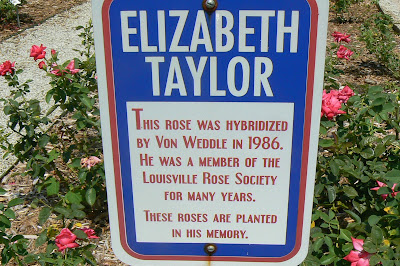 ELIZABETH
TAYLOR
THIS ROSE WAS HYBRIDIZED
BY VON WEDDLE IN 1986.
HE WAS A MEMBER OF THE
LOUISVILLE ROSE SOCIETY
FOR MANY YEARS.
THESE ROSES ARE PLANTED
IN HIS MEMORY.